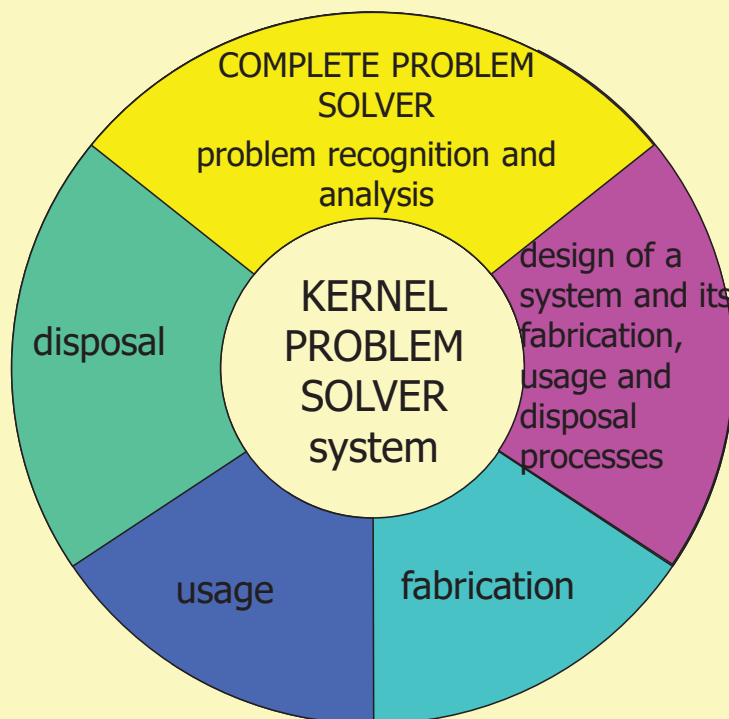 COMPLETE PROBLEM
SOLVER
problem recognition and
analysis
design of a
system and its
fabrication,
usage and
disposal
processes
KERNEL
PROBLEM
SOLVER
system
disposal
usage
fabrication